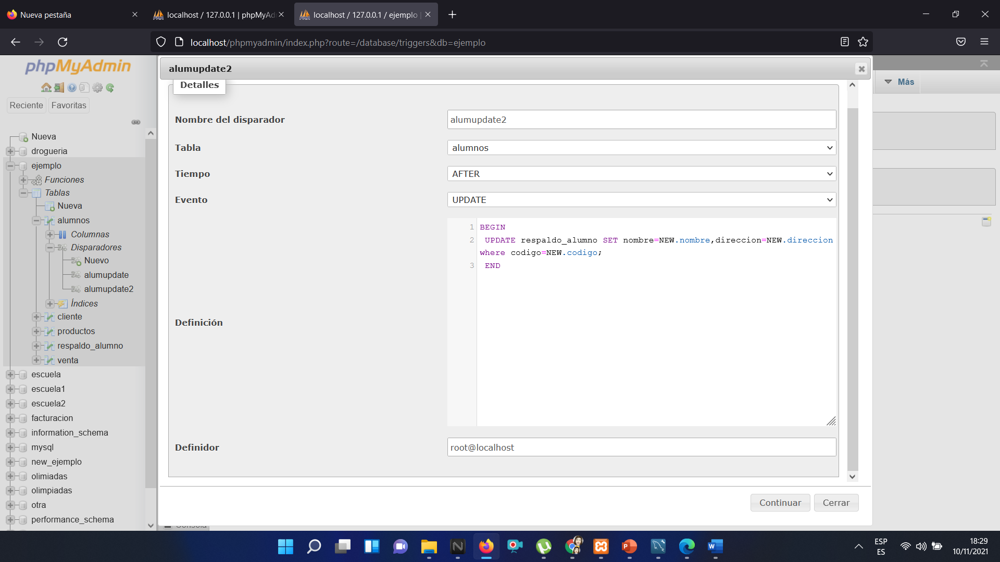 Nueva pestaña
localhost / 127.0.0.1 | phpMyAd
localhost / 127.0.0.1 / ejemplo |
localhost/phpmyadmin/index.php?route=/database/triggers&db=ejemplo
phpMyAdmin
Reciente
Favoritas
Nueva
drogueria
ejemplo
Funciones
Tablas
Nueva
alumnos
Columnas
Disparadores
Nuevo
alumupdate
alumupdate2
Índices
cliente
productos
respaldo_alumno
venta
escuela
escuela1
escuela2
facturacion
information_schema
mysql
new_ejemplo
olimiadas
olimpiadas
otra
performance_schema
alumupdate2
Más
Detalles
Nombre del disparador
alumupdate2
Tabla
alumnos
Tiempo
AFTER
Evento
UPDATE
Definición
1 BEGIN
2 UPDATE respaldo_alumno SET nombre=NEW.nombre,direccion=NEW.direccion
where codigo=NEW.codigo;
3 END
Definidor
root@localhost
Continuar
Cerrar
Consola
ESP
ES
18:29
10/11/2021